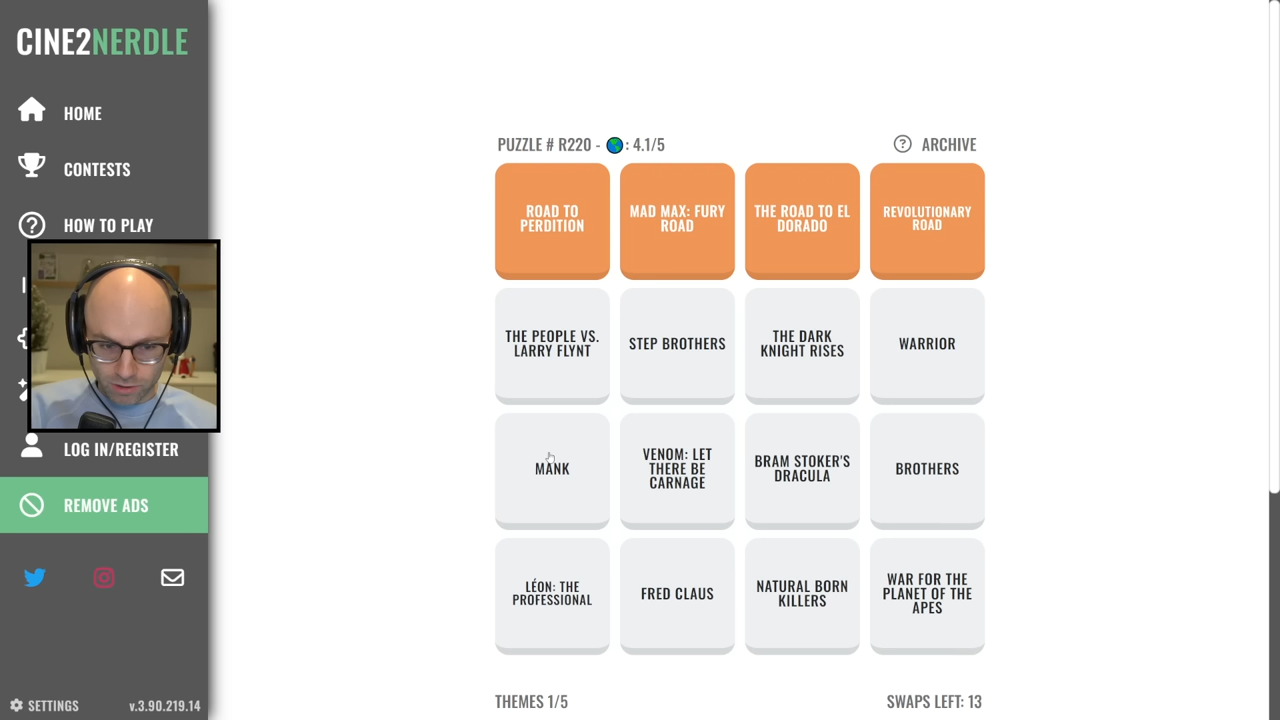 CINE2NERDLE
HOME
CONTESTS
HOW TO PLAY
LOG IN/REGISTER
REMOVE ADS
SETTINGS
v.3.90.219.14
PUZZLE # R220 - : 4.1/5
ARCHIVE
ROAD TO
PERDITION
MAD MAX: FURY
ROAD
THE ROAD TO EL
DORADO
REVOLUTIONARY
ROAD
THE PEOPLE VS.
LARRY FLYNT
STEP BROTHERS
THE DARK
KNIGHT RISES
WARRIOR
MANK
VENOM: LET
THERE BE
CARNAGE
BRAM STOKER'S
DRACULA
BROTHERS
LÉON: THE
PROFESSIONAL
FRED CLAUS
NATURAL BORN
KILLERS
WAR FOR THE
PLANET OF THE
APES
THEMES 1/5
SWAPS LEFT: 13